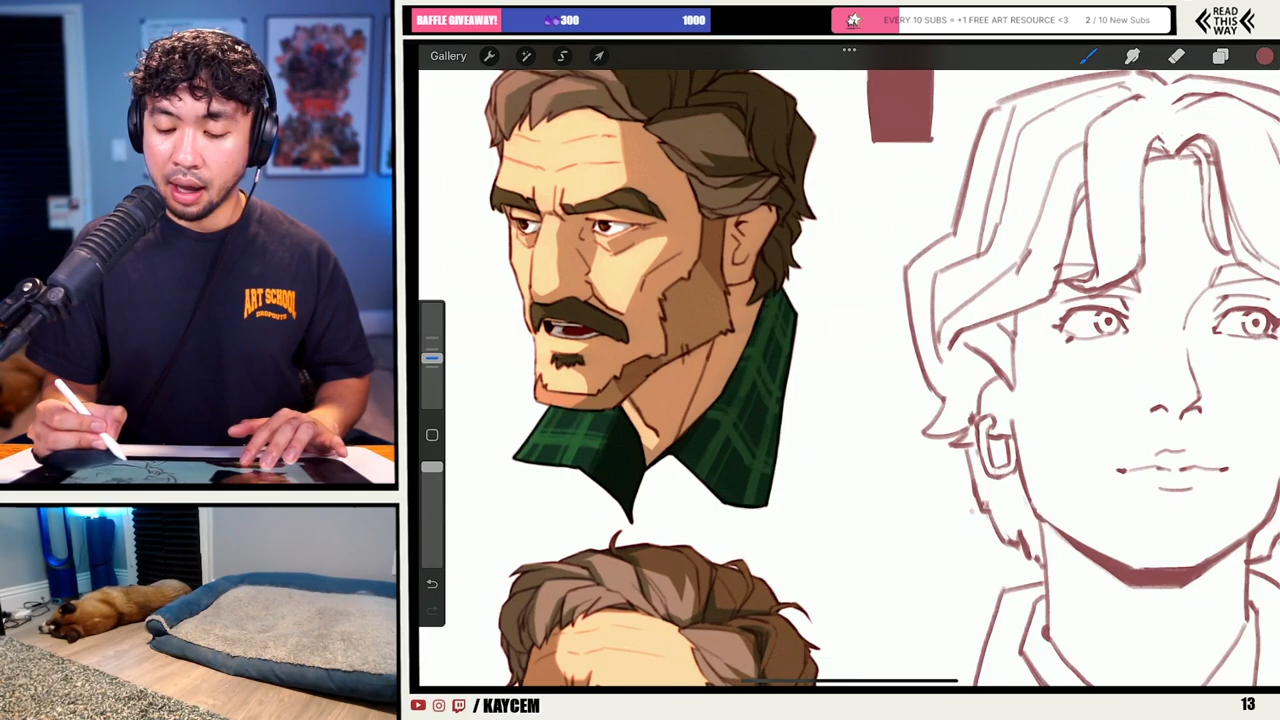 RAFFLE GIVEAWAY!
300
1000
EVERY 10 SUBS = +1 FREE ART RESOURCE <3
2 / 10 New Subs
READ
THIS
WAY
Gallery
ART SCHOOL
DROPOUTS
/ KAYCEM
13